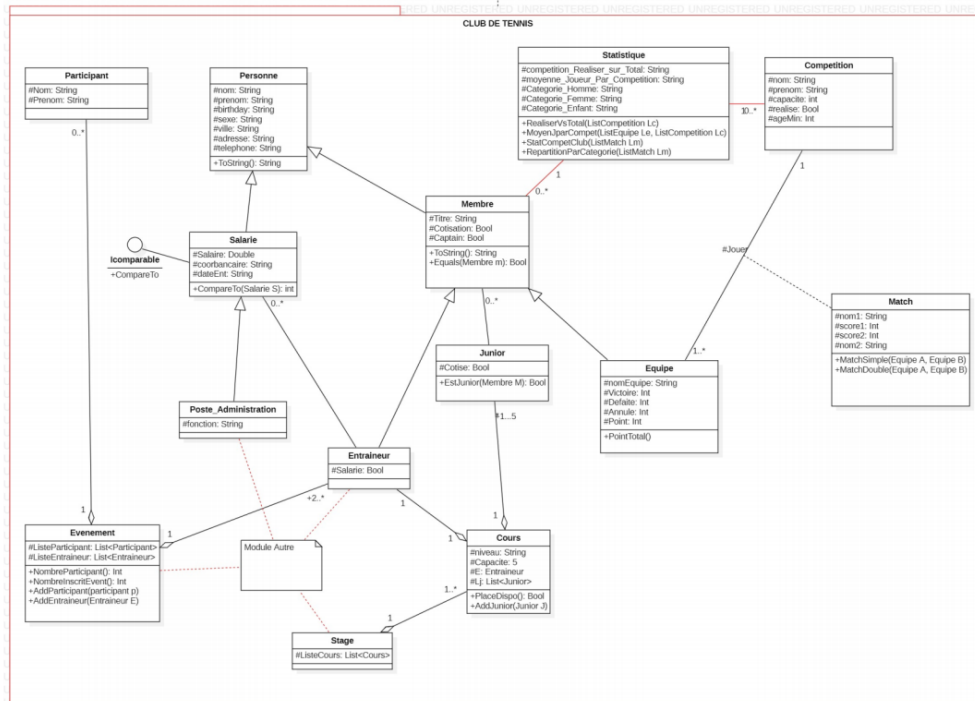 RED UNREGISTERED UNREGISTERED UNREGISTERED UNREGISTERED UNREGISTERED UNREGISTERED
CLUB DE TENNIS
Participant
#Nom: String
#Prenom: String
0..*
Personne
#nom: String
#prenom: String
#birthday: String
#sexe: String
#ville: String
#adresse: String
#telephone: String
+ToString(): String
Statistique
#competition_Realiser_sur_Total: String
#moyenne_Joueur_Par_Competition: String
#Categorie_Homme: String
#Categorie_Femme: String
#Categorie_Enfant: String
+RealiserVsTotal(ListCompetition Lc)
+MoyenJparCompet(ListEquipe Le, ListCompetition Lc)
+StatCompetClub(ListMatch Lm)
+RepartitionParCategorie(ListMatch Lm)
1
0..*
0..*
Competition
#nom: String
#prenom: String
#capacite: int
#realise: Bool
#ageMin: Int
1
1
Membre
#Titre: String
#Cotisation: Bool
#Captain: Bool
+ToString(): String
+Equals(Membre m): Bool
0..*
Salarie
#Salaire: Double
#coorbancaire: String
#dateEnt: String
+CompareTo(Salarie S): int
0..*
Icomparable
+CompareTo
#Jouer
Match
#nom1: String
#score1: Int
#score2: Int
#nom2: String
+MatchSimple(Equipe A, Equipe B)
+MatchDouble(Equipe A, Equipe B)
Junior
#Cotise: Bool
+EstJunior(Membre M): Bool
#1...5
1..*
Equipe
#nomEquipe: String
#Victoire: Int
#Defaite: Int
#Annule: Int
#Point: Int
+PointTotal()
Poste_Administration
#fonction: String
Entraineur
#Salarie: Bool
+2..*
1
1
1
1
1
Evenement
#ListeParticipant: List<Participant>
#ListeEntraineur: List<Entraineur>
+NombreParticipant(): Int
+NombreInscritEvent(): Int
+AddParticipant(participant p)
+AddEntraineur(Entraineur E)
Module Autre
Cours
#niveau: String
#Capacite: 5
#E: Entraineur
#Lj: List<Junior>
+PlaceDispo(): Bool
+AddJunior(Junior J)
1..*
1
Stage
#ListeCours: List<Cours>